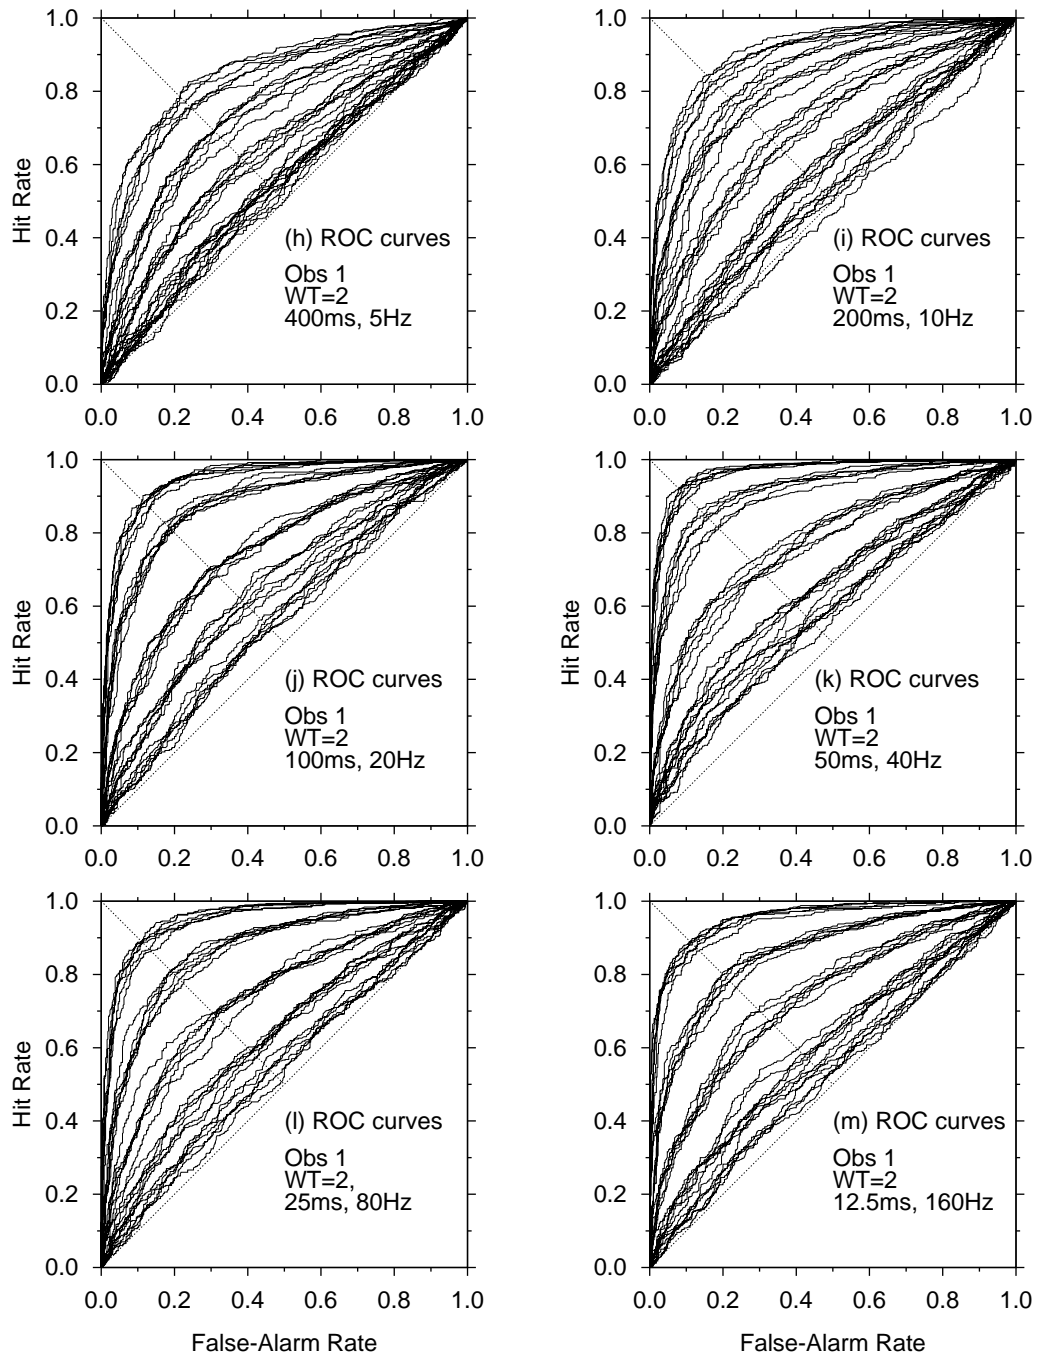 1.0
0.8
0.6
0.4
0.2
0.0
Hit Rate
0.0 0.2 0.4 0.6 0.8 1.0
(h) ROC curves
Obs 1
WT=2
400ms, 5Hz
1.0
0.8
0.6
0.4
0.2
0.0
0.0 0.2 0.4 0.6 0.8 1.0
(i) ROC curves
Obs 1
WT=2
200ms, 10Hz
1.0
0.8
0.6
0.4
0.2
0.0
Hit Rate
0.0 0.2 0.4 0.6 0.8 1.0
(j) ROC curves
Obs 1
WT=2
100ms, 20Hz
1.0
0.8
0.6
0.4
0.2
0.0
Hit Rate
0.0 0.2 0.4 0.6 0.8 1.0
(k) ROC curves
Obs 1
WT=2
50ms, 40Hz
1.0
0.8
0.6
0.4
0.2
0.0
Hit Rate
0.0 0.2 0.4 0.6 0.8 1.0
False-Alarm Rate
(l) ROC curves
Obs 1
WT=2,
25ms, 80Hz
1.0
0.8
0.6
0.4
0.2
0.0
0.0 0.2 0.4 0.6 0.8 1.0
False-Alarm Rate
(m) ROC curves
Obs 1
WT=2
12.5ms, 160Hz